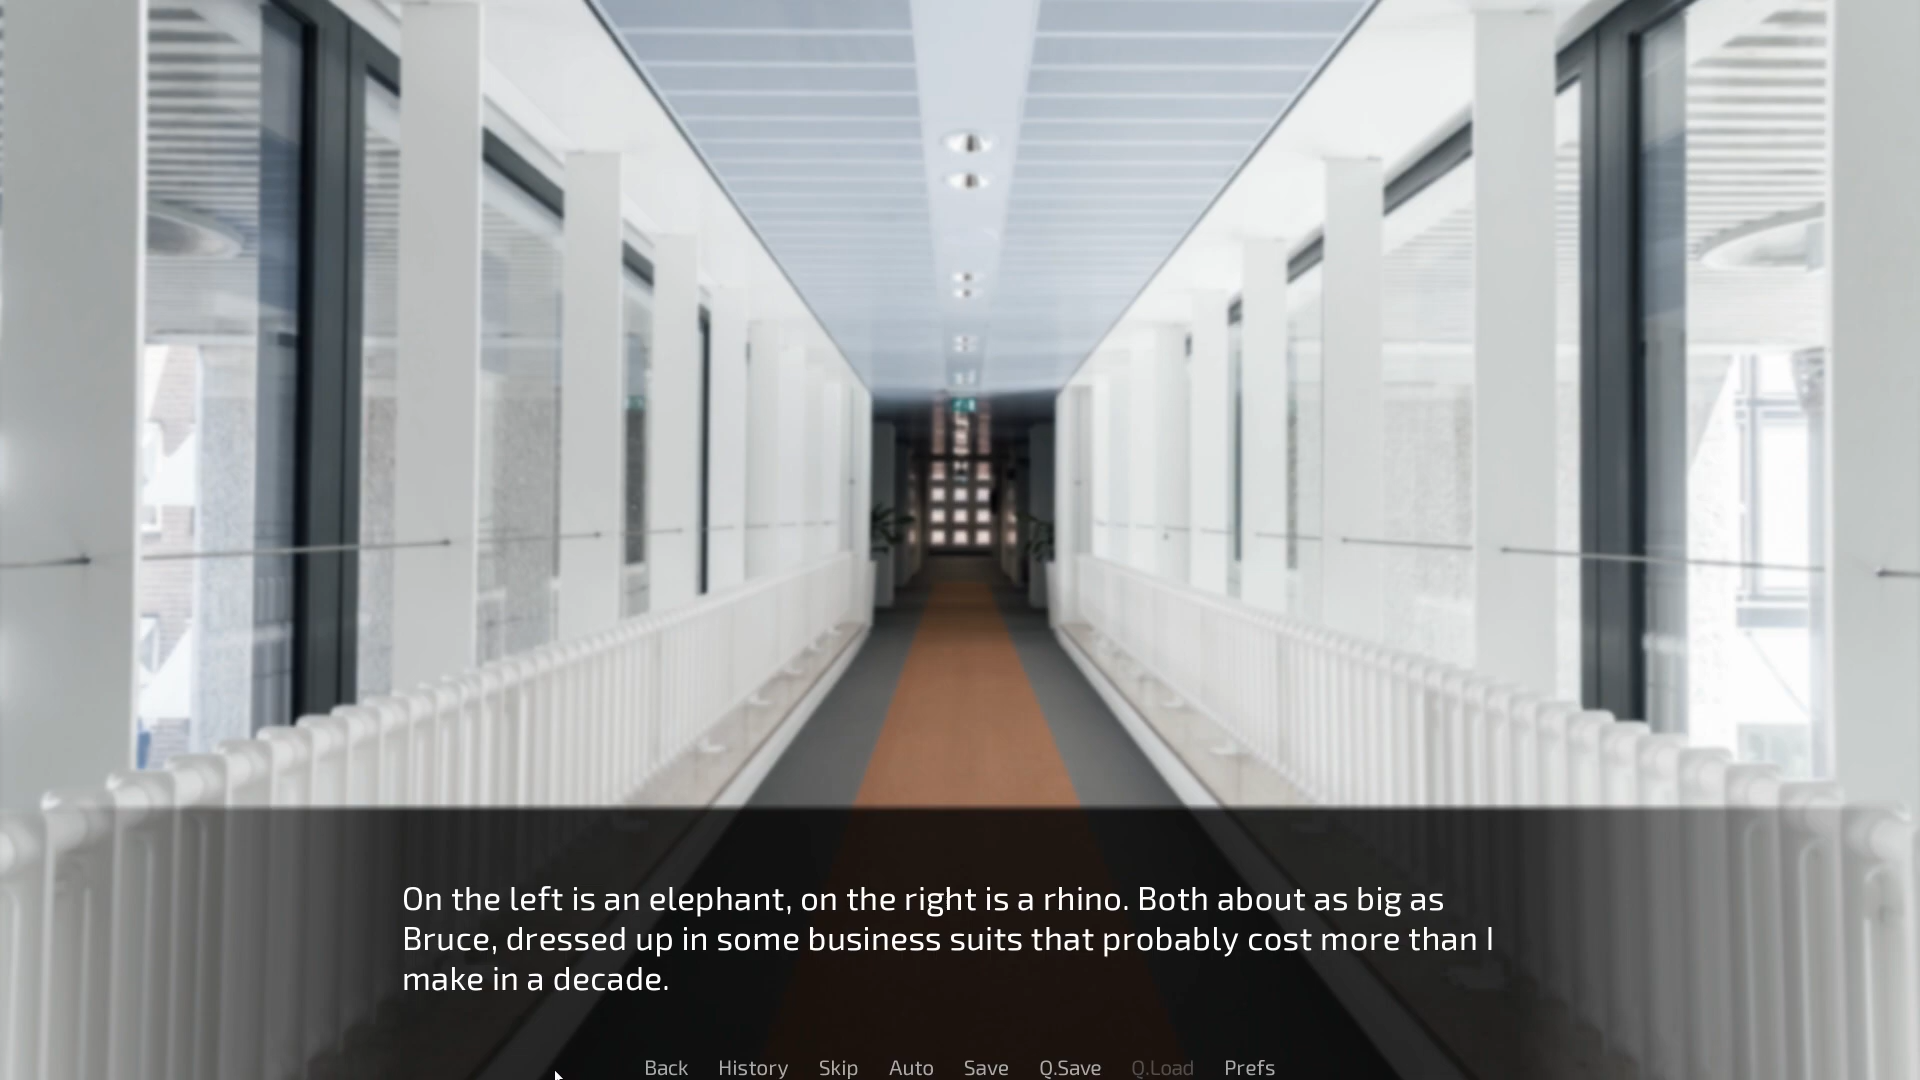 On the left is an elephant, on the right is a rhino. Both about as big as
Bruce, dressed up in some business suits that probably cost more than I
make in a decade.
Back History Skip Auto Save Q.Save Q.Load Prefs